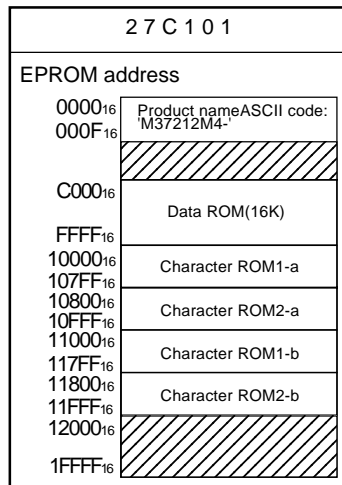 27C101
EPROM address
0000₁₆
000F₁₆
Product nameASCII code:
'M37212M4-'
C000₁₆
FFFF₁₆
Data ROM(16K)
10000₁₆
107FF₁₆
Character ROM1-a
10800₁₆
10FFF₁₆
Character ROM2-a
11000₁₆
117FF₁₆
Character ROM1-b
11800₁₆
11FFF₁₆
Character ROM2-b
12000₁₆
1FFFF₁₆